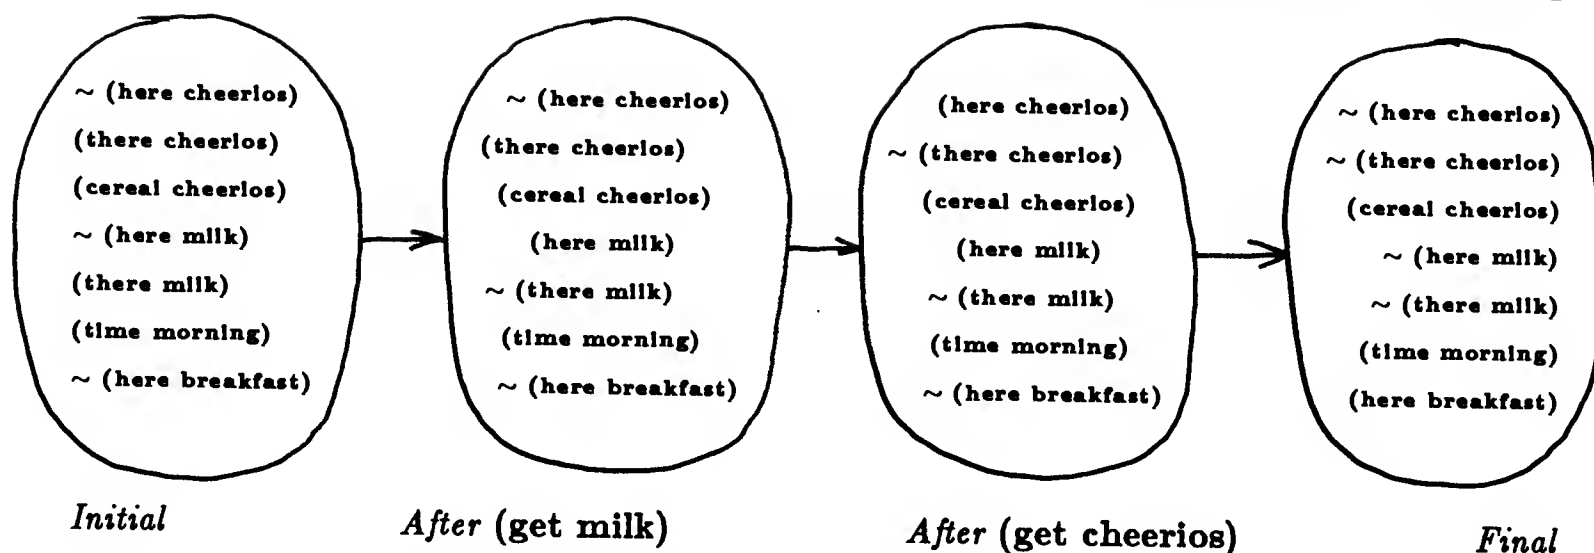 ~ (here cheerios)
(there cheerios)
(cereal cheerios)
~ (here milk)
(there milk)
(time morning)
~ (here breakfast)
Initial
~ (here cheerios)
(there cheerios)
(cereal cheerios)
(here milk)
~ (there milk)
(time morning)
~ (here breakfast)
After (get milk)
(here cheerios)
~ (there cheerios)
(cereal cheerios)
(here milk)
~ (there milk)
(time morning)
~ (here breakfast)
After (get cheerios)
~ (here cheerios)
~ (there cheerios)
(cereal cheerios)
~ (here milk)
~ (there milk)
(time morning)
(here breakfast)
Final